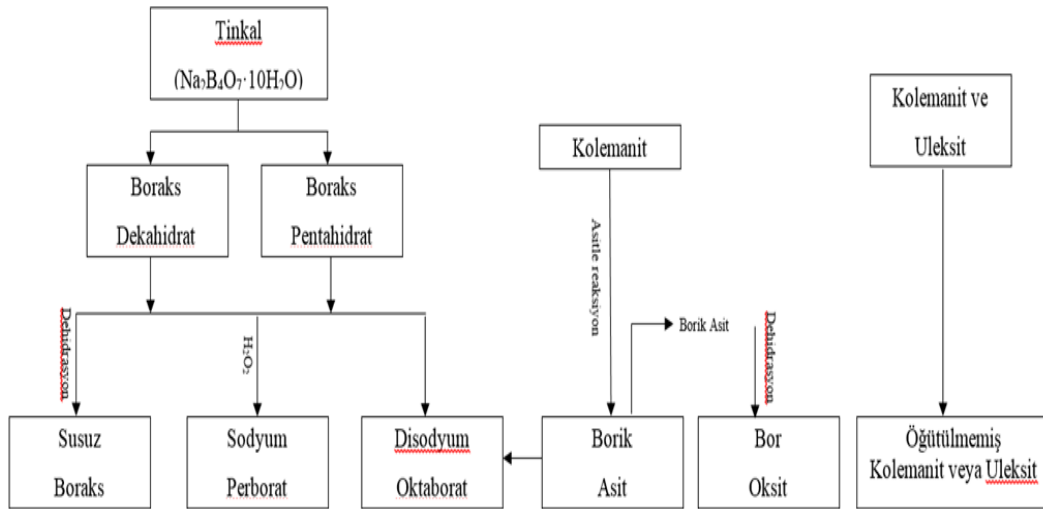 Tinkal
(Na₂B₄O₇·10H₂O)
Kolemanit ve
Uleksit
Kolemanit
Boraks
Dekahidrat
Boraks
Pentahidrat
Asitle reaksiyon
Dehidrasyon
H₂O₂
Borik Asit
Dehidrasyon
Susuz
Boraks
Sodyum
Perborat
Disodyum
Oktaborat
Borik
Asit
Bor
Oksit
Öğütülmemiş
Kolemanit veya Uleksit